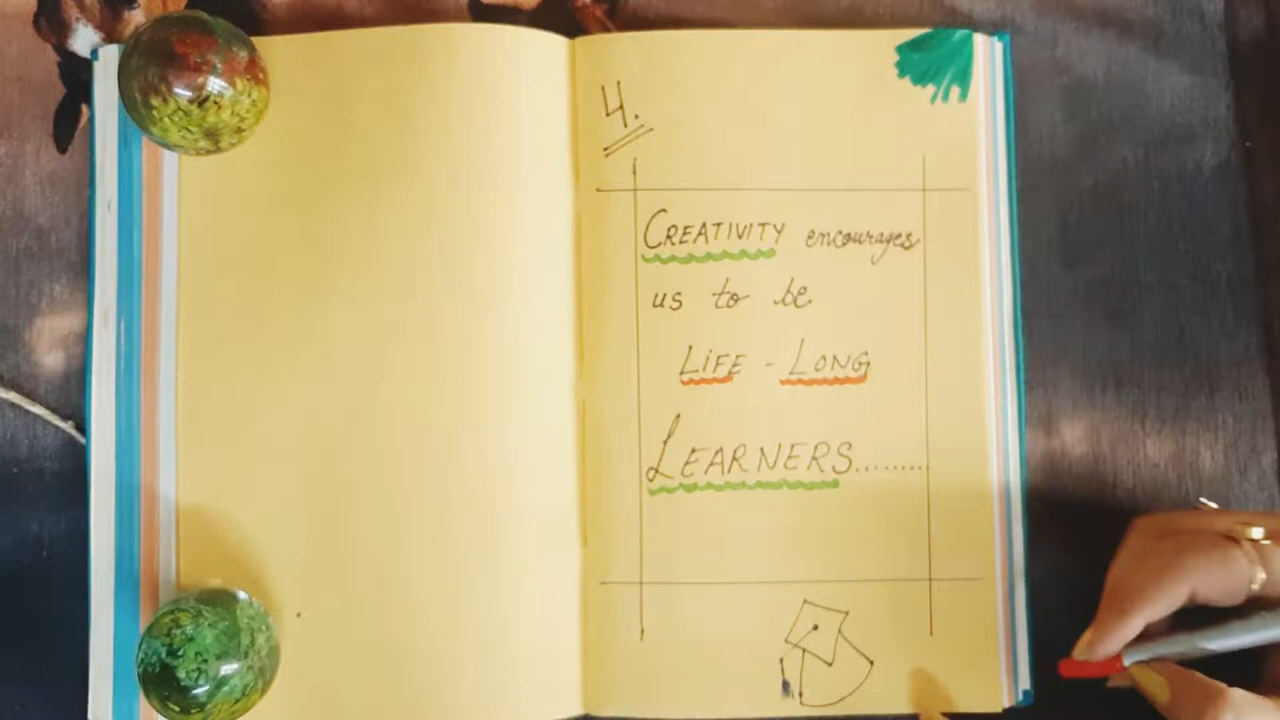 4.
CREATIVITY encourages
us to be
LIFE - LONG
LEARNERS.........